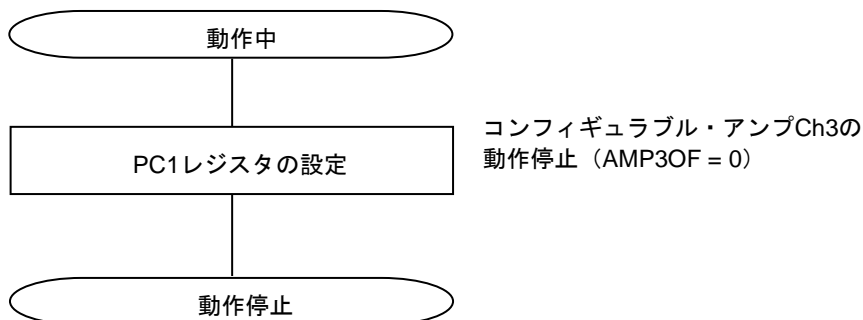 動作中
PC1レジスタの設定
コンフィギュラブル・アンプCh3の
動作停止（AMP3OF = 0）
動作停止